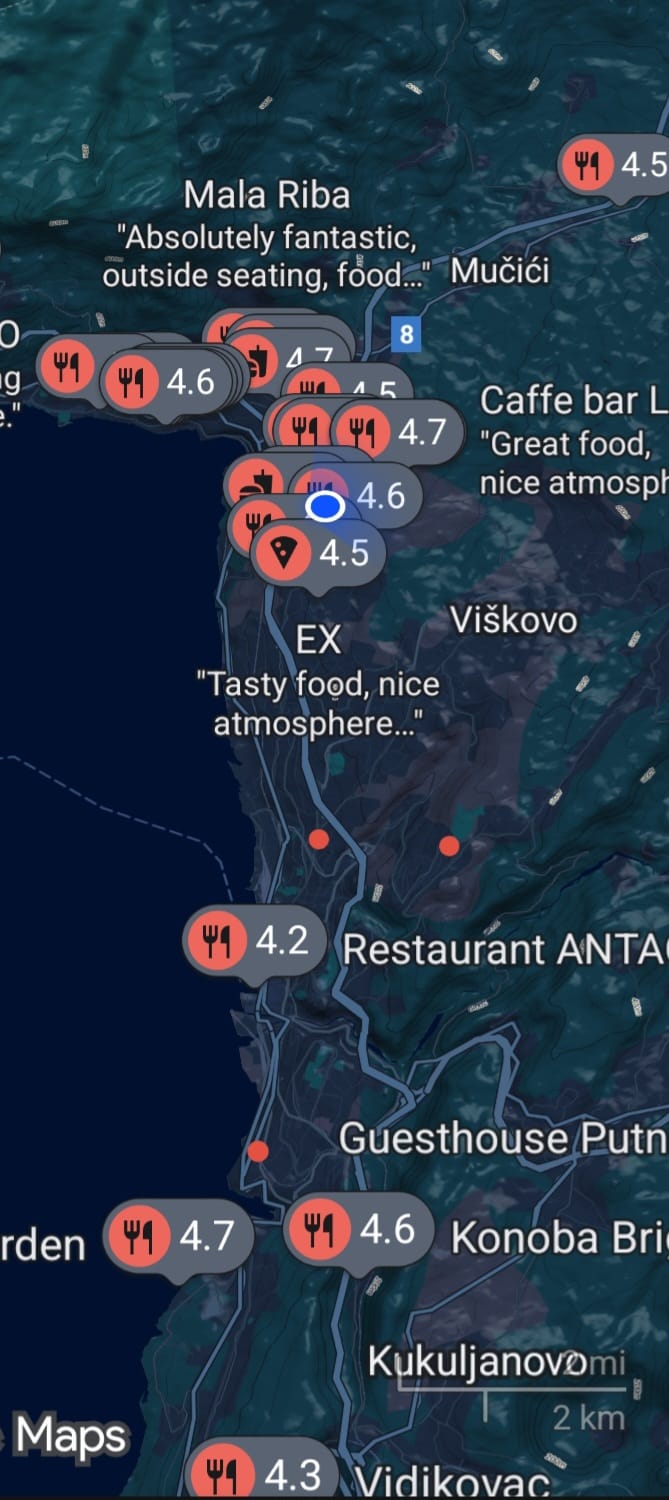 4.5
Mala Riba
"Absolutely fantastic,
outside seating, food..."
Mučići
8
O
4.7
g
e."
4.6
4.5
Caffe bar L
"Great food,
nice atmosph
4.7
4.6
4.5
Viškovo
EX
"Tasty food, nice
atmosphere..."
4.2
Restaurant ANTA
Guesthouse Putn
rden
4.7
4.6
Konoba Bri
Kukuljanovo
2 mi
2 km
Maps
4.3
Vidikovac